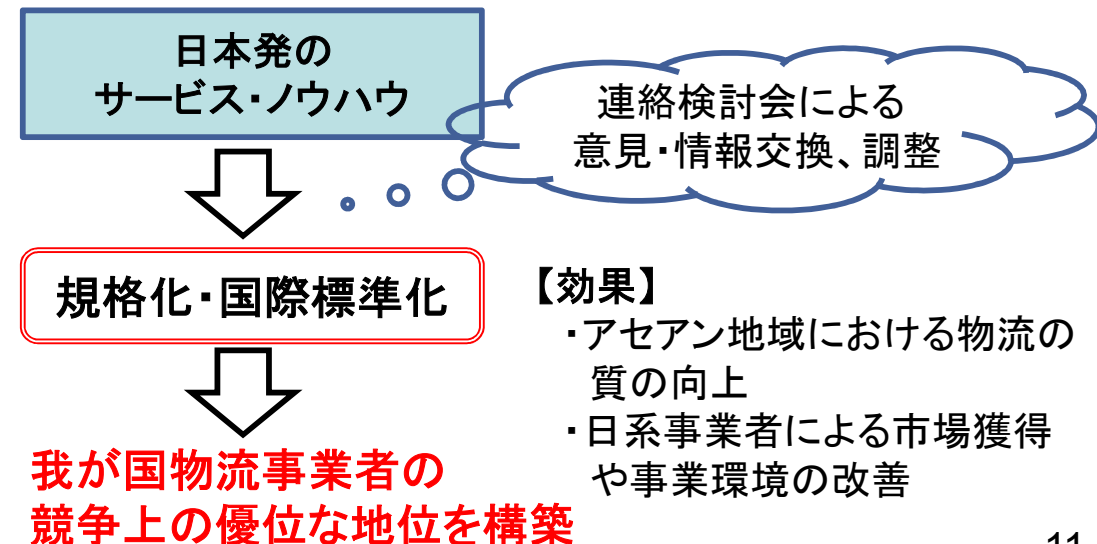 日本発の
サービス・ノウハウ
連絡検討会による
意見・情報交換、調整
規格化・国際標準化
【効果】
・アセアン地域における物流の
質の向上
・日系事業者による市場獲得
や事業環境の改善
我が国物流事業者の
競争上の優位な地位を構築
11